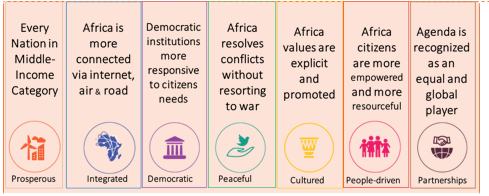 Every
Nation in
Middle-
Income
Category
Prosperous
Africa is
more
connected
via internet,
air & road
Integrated
Democratic
institutions
more
responsive
to citizens
needs
Democratic
Africa
resolves
conflicts
without
resorting
to war
Peaceful
Africa
values are
explicit
and
promoted
Cultured
Africa
citizens
are more
empowered
and more
resourceful
People-driven
Agenda is
recognized
as an
equal and
global
player
Partnerships